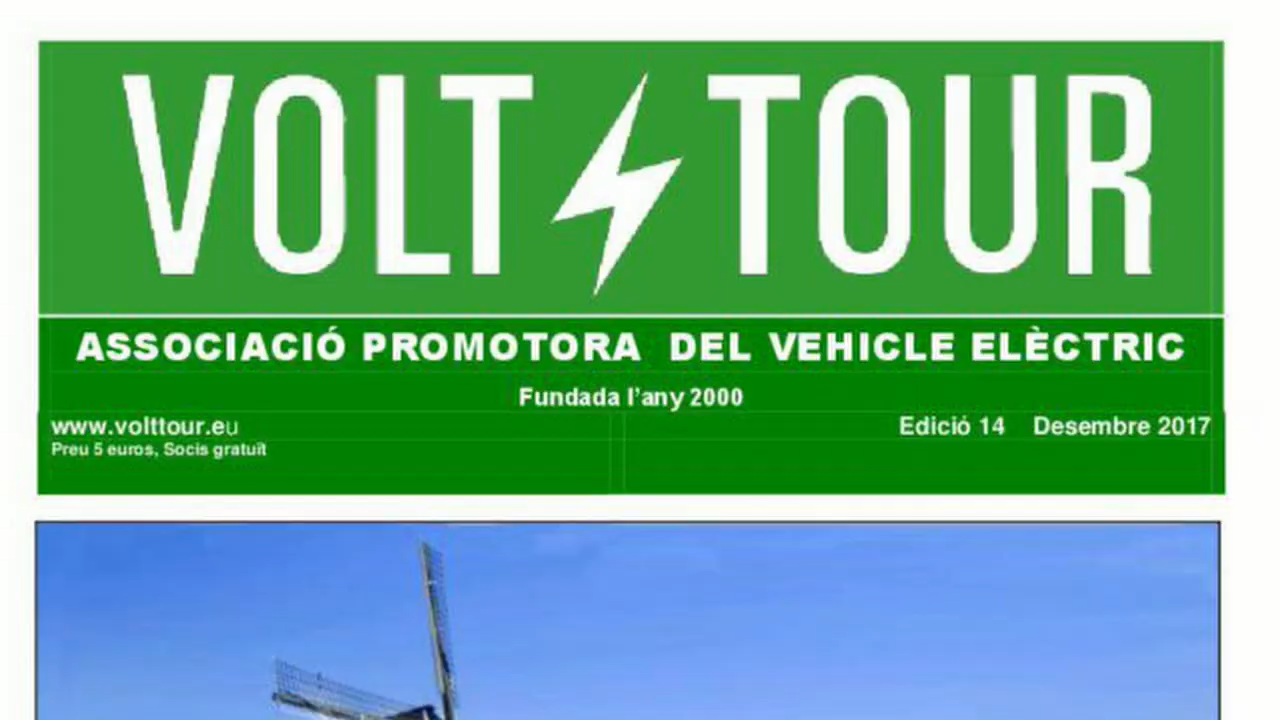 VOLT TOUR
ASSOCIACIÓ PROMOTORA DEL VEHICLE ELÈCTRIC
Fundada l'any 2000
www.volttour.eu
Edició 14 Desembre 2017
Preu 5 euros, Socis gratuït